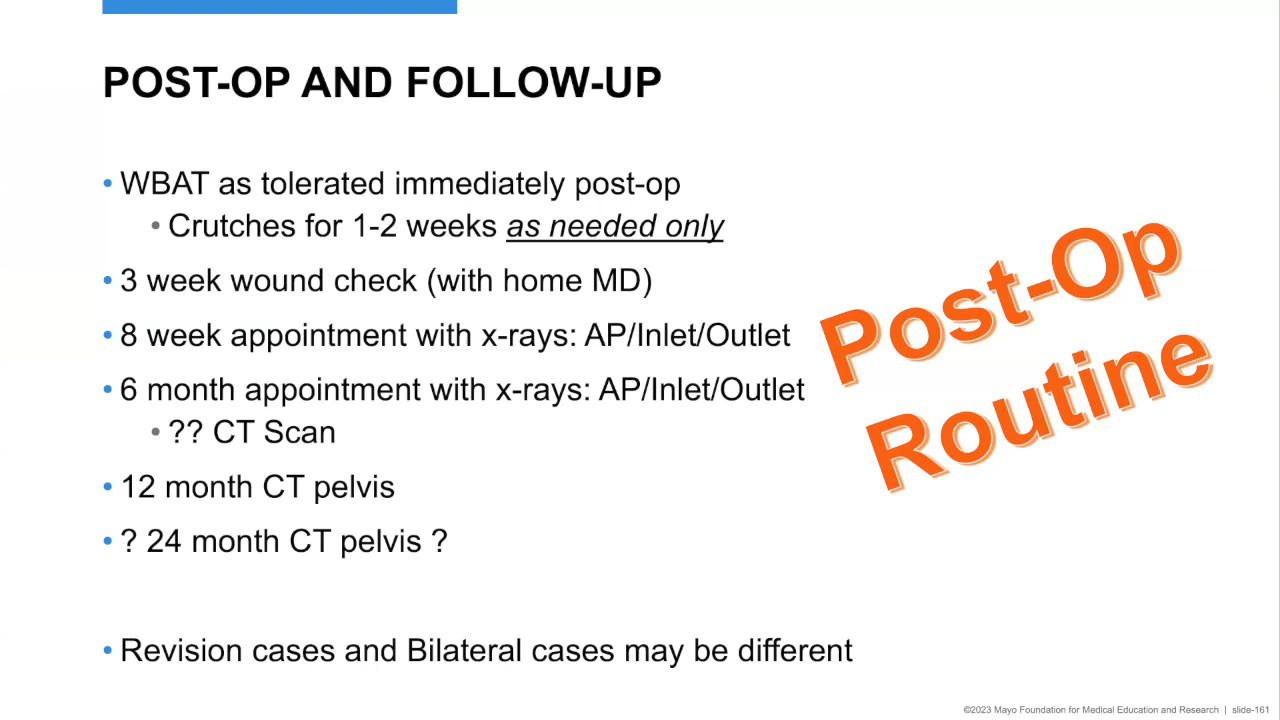 POST-OP AND FOLLOW-UP
• WBAT as tolerated immediately post-op
• Crutches for 1-2 weeks as needed only
• 3 week wound check (with home MD)
• 8 week appointment with x-rays: AP/Inlet/Outlet
• 6 month appointment with x-rays: AP/Inlet/Outlet
• ?? CT Scan
• 12 month CT pelvis
• ? 24 month CT pelvis ?
• Revision cases and Bilateral cases may be different
Post-Op
Routine
©2023 Mayo Foundation for Medical Education and Research | slide-161